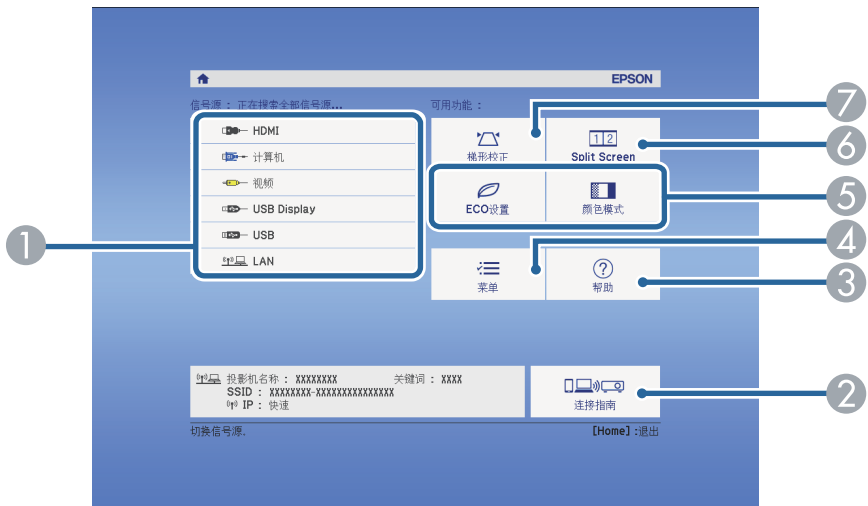 EPSON
信号源 : 正在搜索全部信号源...
可用功能 :
HDMI
计算机
视频
USB Display
USB
LAN
梯形校正
Split Screen
1 2
ECO设置
颜色模式
菜单
帮助
?
投影机名称 : XXXXXXXX 关键词 : XXXX
SSID : XXXXXXXX-XXXXXXXXXXXXXXX
IP : 快速
连接指南
切换信号源.
[Home] :退出
1
7
6
5
4
3
2